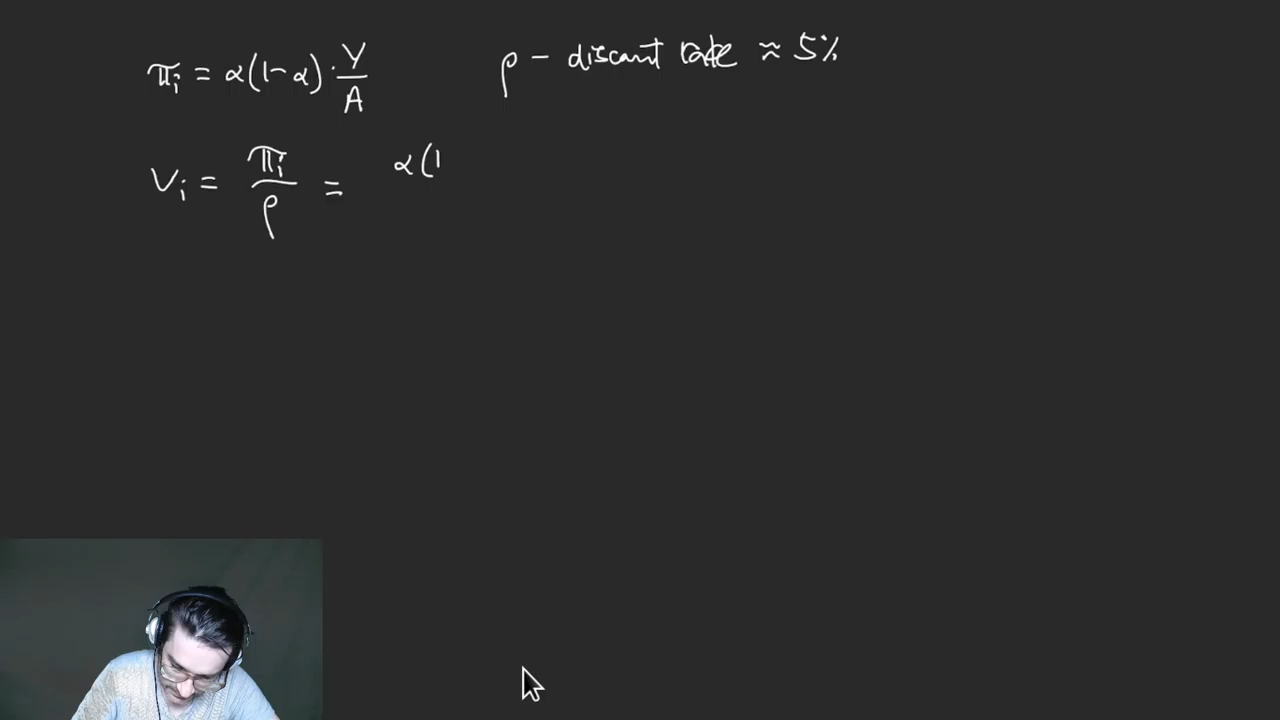 πᵢ = α(1-α)·Y/A
ρ - discount rate ≈ 5%
Vᵢ = πᵢ/ρ = α(1